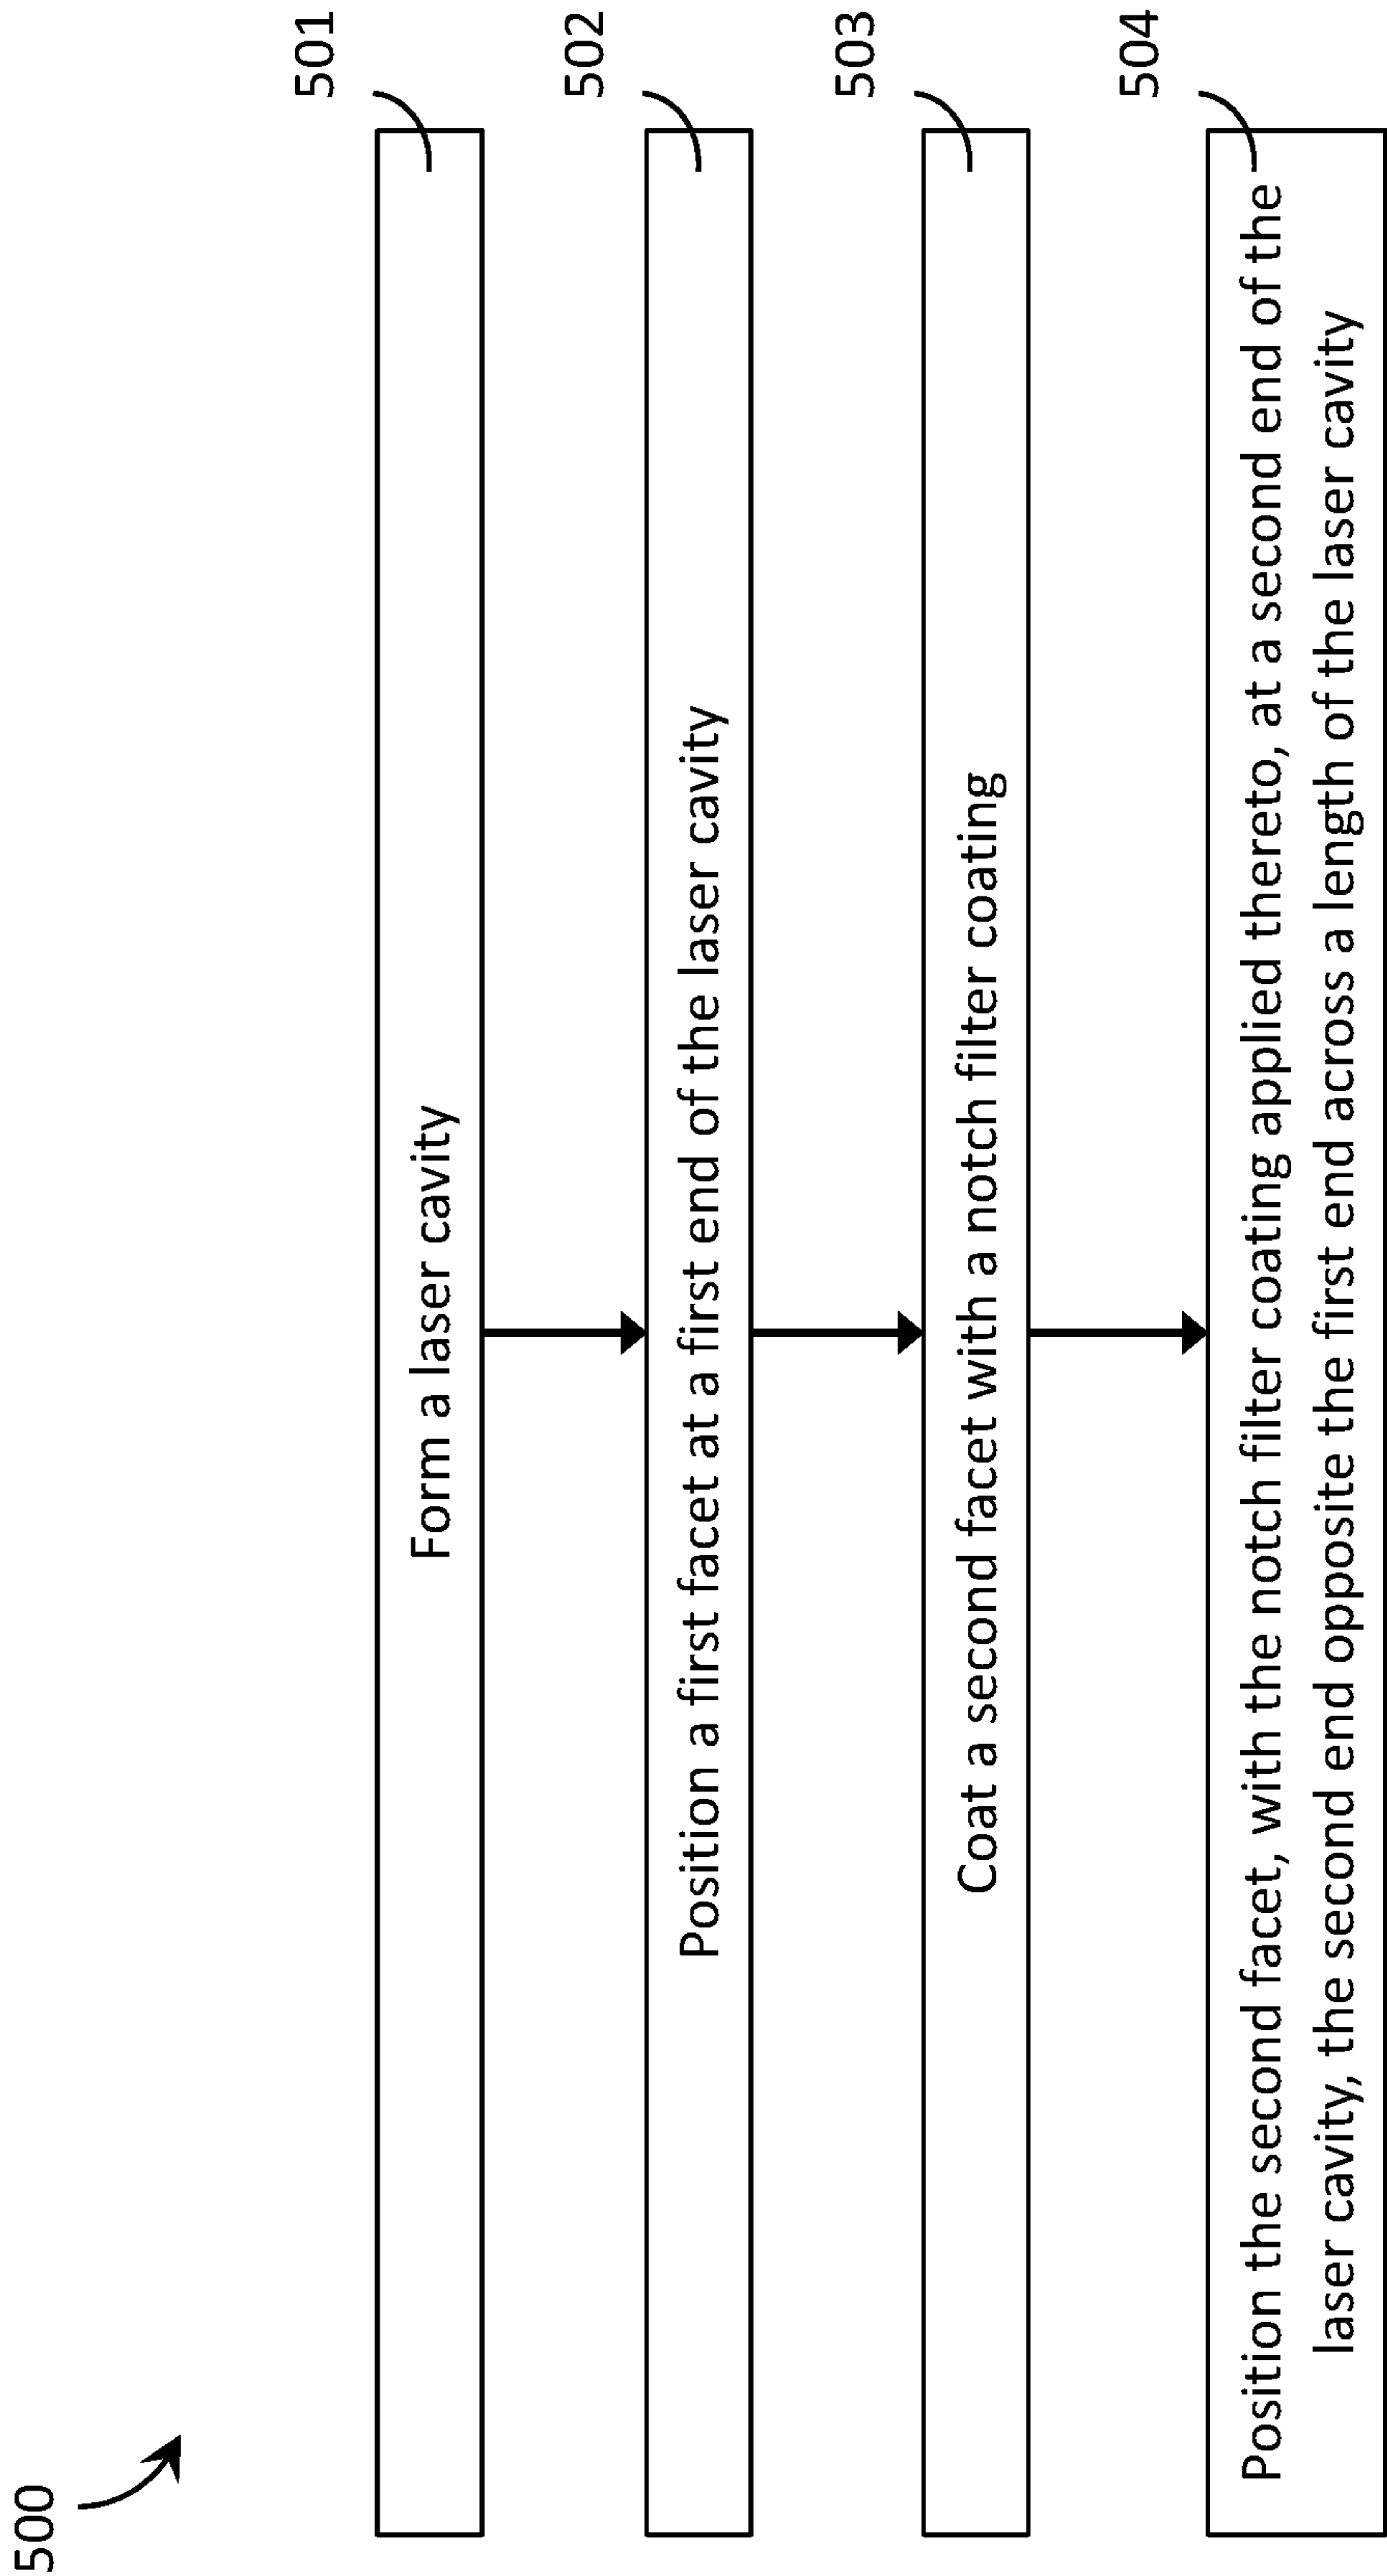 500
501
Form a laser cavity
502
Position a first facet at a first end of the laser cavity
503
Coat a second facet with a notch filter coating
504
Position the second facet, with the notch filter coating applied thereto, at a second end of the
laser cavity, the second end opposite the first end across a length of the laser cavity